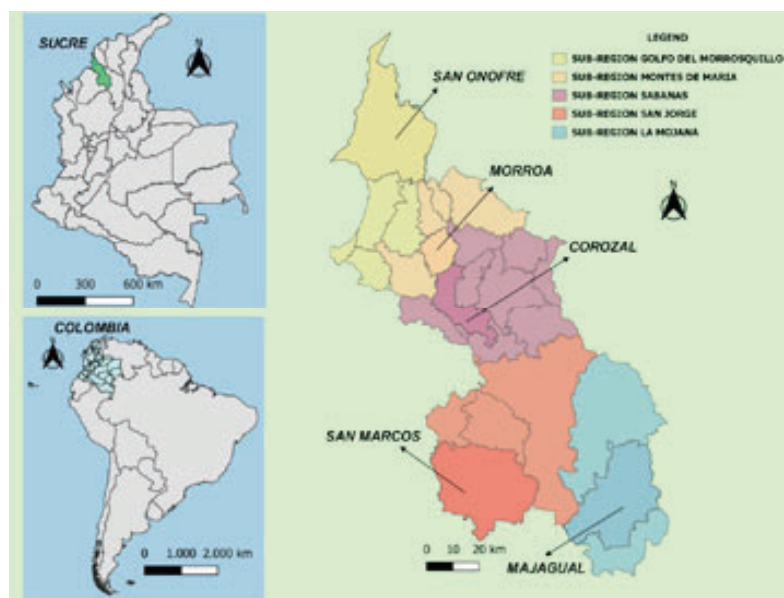 SUCRE
N
0 300 600 km
COLOMBIA
N
0 1.000 2.000 km
LEGEND
SUB-REGION GOLFO DEL MORROSQUILLO
SUB-REGION MONTES DE MARIA
SUB-REGION SABANAS
SUB-REGION SAN JORGE
SUB-REGION LA MOJANA
SAN ONOFRE
MORROA
N
COROZAL
SAN MARCOS
0 10 20 km
MAJAGUAL